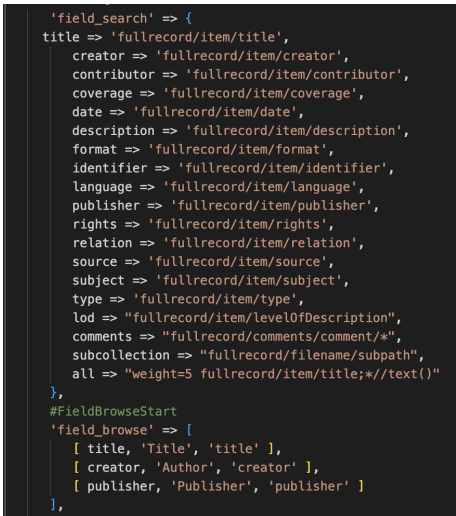 'field_search' => {
title => 'fullrecord/item/title',
creator => 'fullrecord/item/creator',
contributor => 'fullrecord/item/contributor',
coverage => 'fullrecord/item/coverage',
date => 'fullrecord/item/date',
description => 'fullrecord/item/description',
format => 'fullrecord/item/format',
identifier => 'fullrecord/item/identifier',
language => 'fullrecord/item/language',
publisher => 'fullrecord/item/publisher',
rights => 'fullrecord/item/rights',
relation => 'fullrecord/item/relation',
source => 'fullrecord/item/source',
subject => 'fullrecord/item/subject',
type => 'fullrecord/item/type',
lod => "fullrecord/item/levelOfDescription",
comments => "fullrecord/comments/comment/*",
subcollection => "fullrecord/filename/subpath",
all => "weight=5 fullrecord/item/title;*//text()"
},
#FieldBrowseStart
'field_browse' => [
[ title, 'Title', 'title' ],
[ creator, 'Author', 'creator' ],
[ publisher, 'Publisher', 'publisher' ]
],